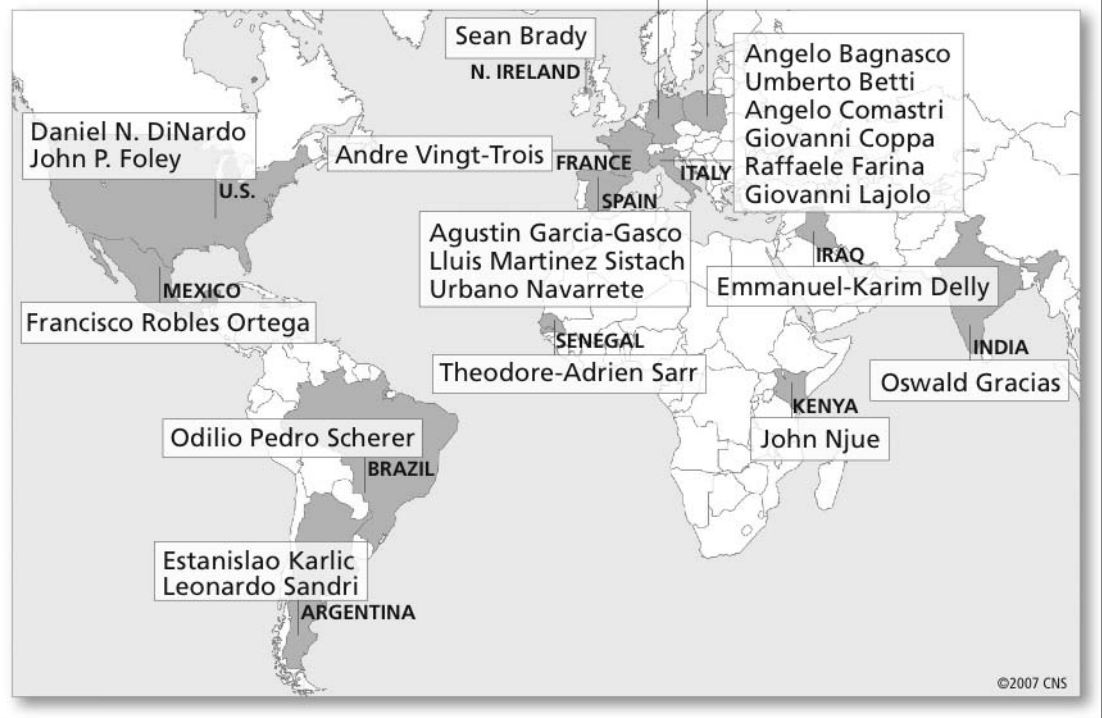 Sean Brady
N. IRELAND
Angelo Bagnasco
Umberto Betti
Angelo Comastri
Giovanni Coppa
Raffaele Farina
Giovanni Lajolo
ITALY
Daniel N. DiNardo
John P. Foley
U.S.
Andre Vingt-Trois
FRANCE
SPAIN
Agustin Garcia-Gasco
Lluis Martinez Sistach
Urbano Navarrete
IRAQ
Emmanuel-Karim Delly
MEXICO
Francisco Robles Ortega
SENEGAL
Theodore-Adrien Sarr
INDIA
Oswald Gracias
KENYA
John Njue
Odilio Pedro Scherer
BRAZIL
Estanislao Karlic
Leonardo Sandri
ARGENTINA
©2007 CNS